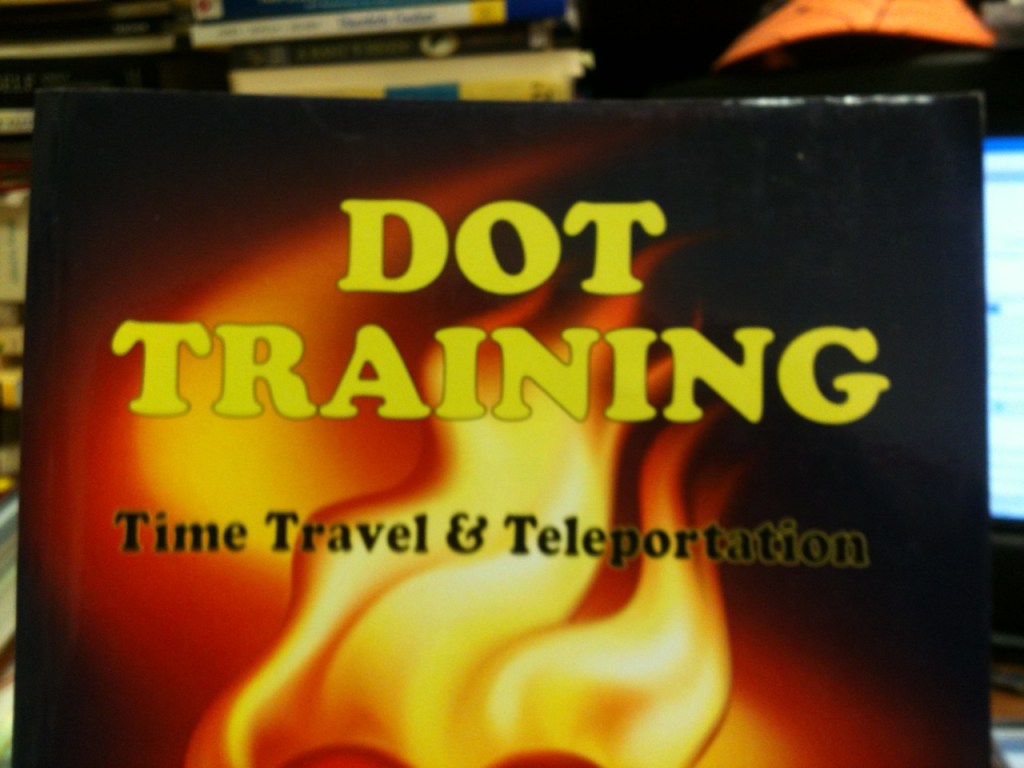 DOT
TRAINING
Time Travel & Teleportation